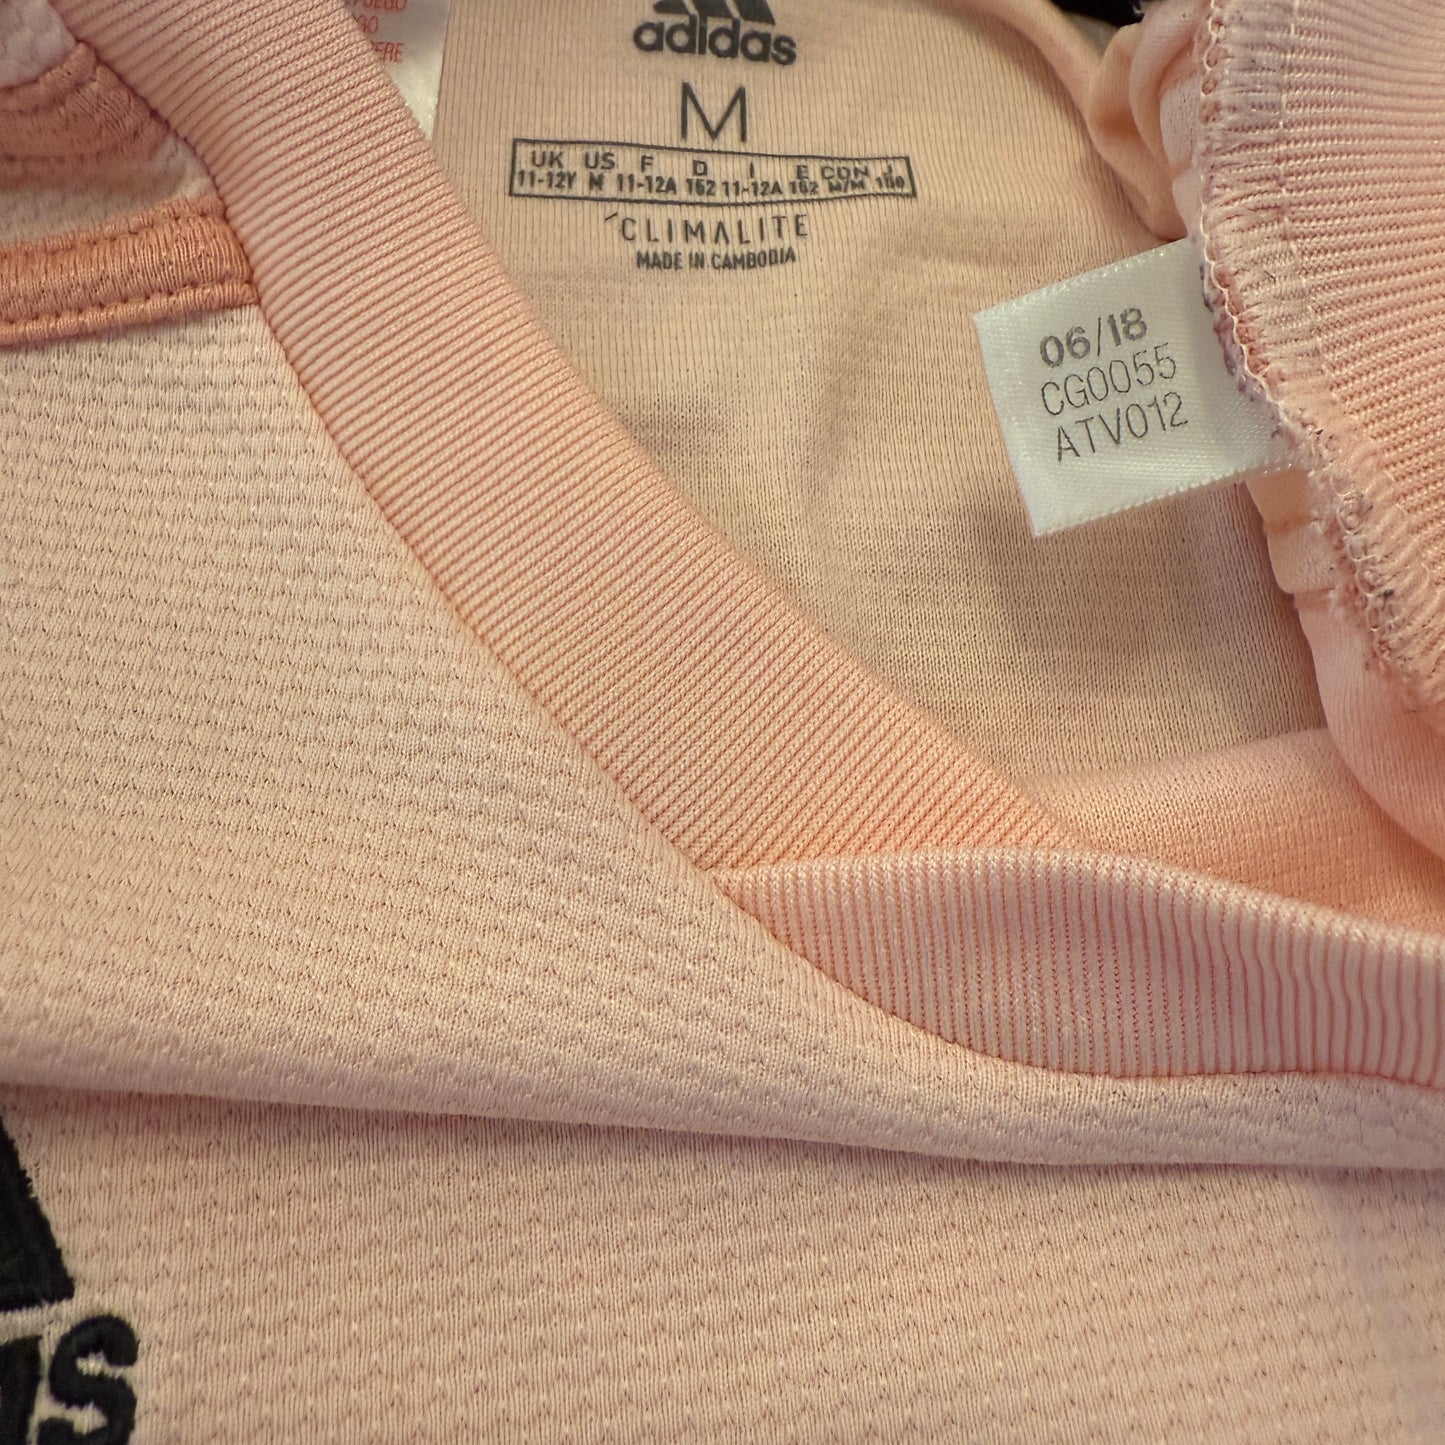 adidas
M
UK US F D I E CDN J
11-12Y M 11-12A 152 11-12A 152 M/M 150
CLIMALITE
MADE IN CAMBODIA
06/18
CG0055
ATV012